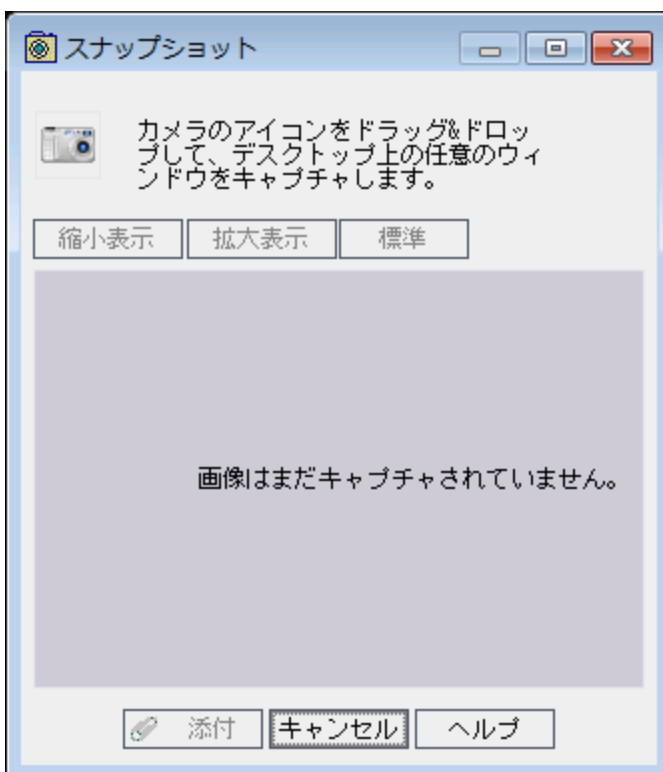 スナップショット
カメラのアイコンをドラッグ&ドロッ
プして、デスクトップ上の任意のウィ
ンドウをキャプチャします。
縮小表示 拡大表示 標準
画像はまだキャプチャされていません。
添付 キャンセル ヘルプ